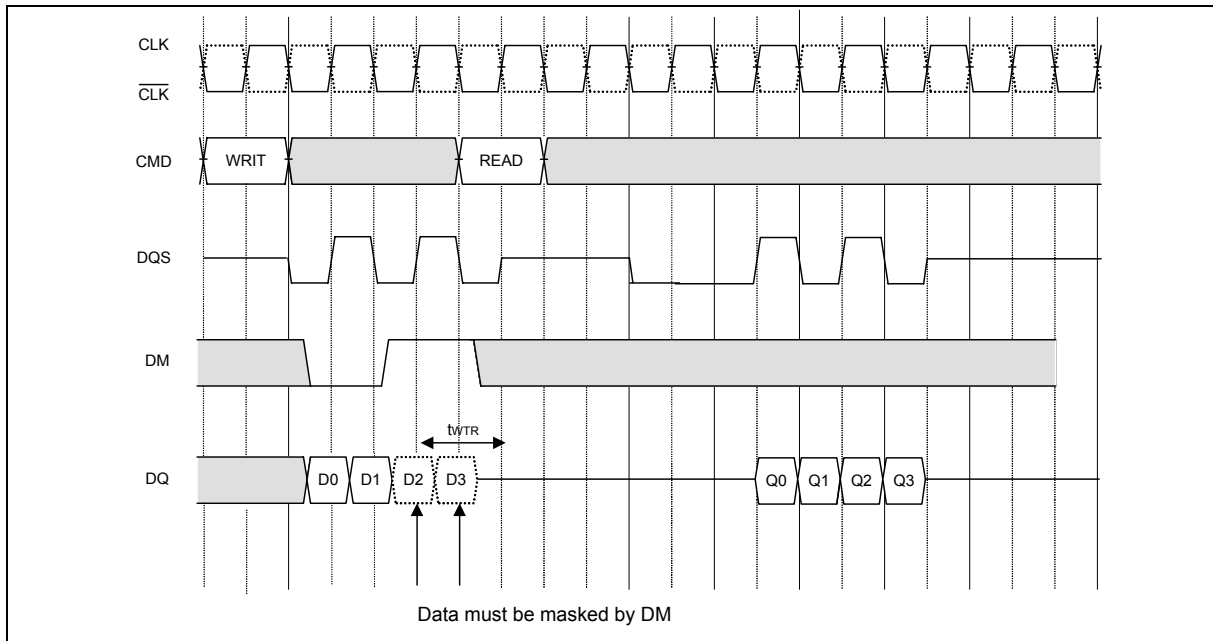 CLK
CLK
CMD WRIT READ
DQS
DM
tWTR
DQ D0 D1 D2 D3 Q0 Q1 Q2 Q3
Data must be masked by DM